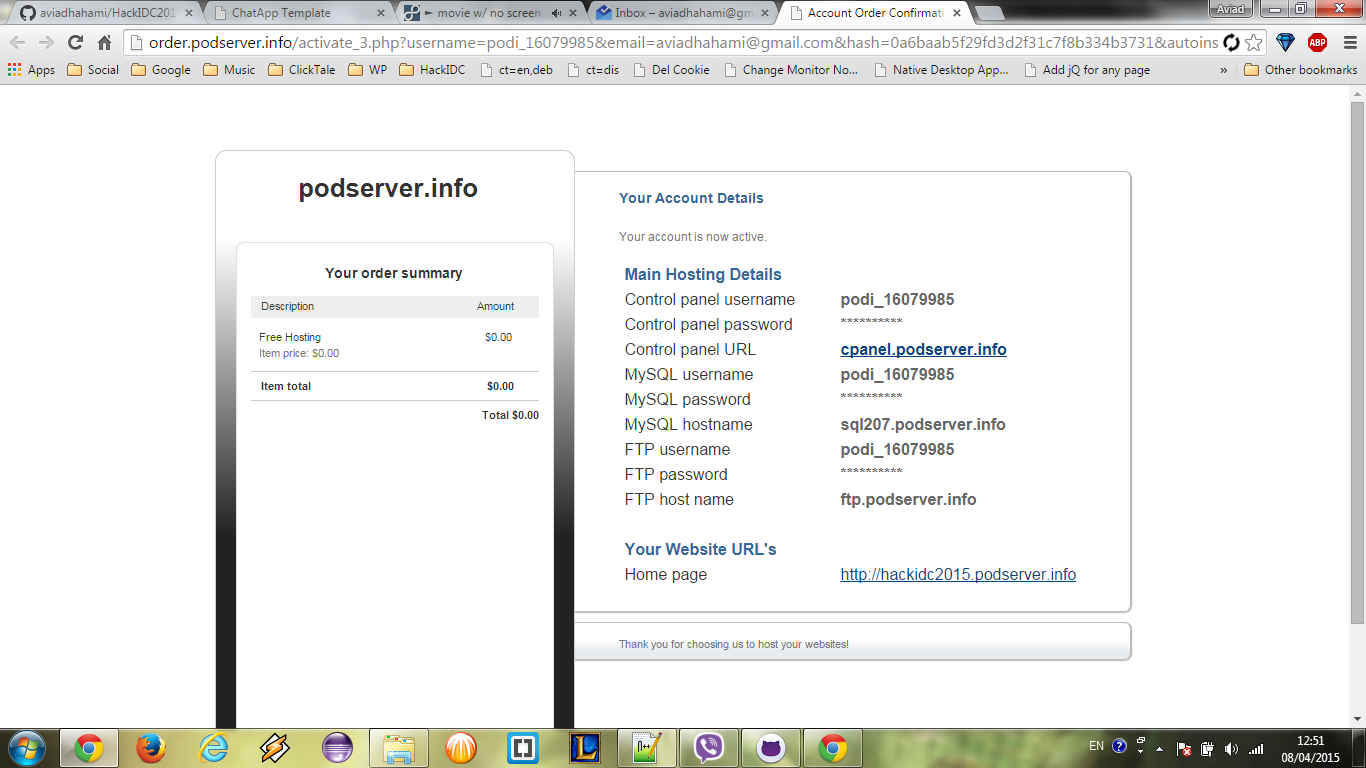 aviadhahami/HackIDC201
ChatApp Template
► movie w/ no screen
Inbox – aviadhahami@gm
Account Order Confirmati
Aviad
order.podserver.info/activate_3.php?username=podi_16079985&email=aviadhahami@gmail.com&hash=0a6baab5f29fd3d2f31c7f8b334b3731&autoins
ABP
Apps
Social
Google
Music
ClickTale
WP
HackIDC
ct=en,deb
ct=dis
Del Cookie
Change Monitor No...
Native Desktop App...
Add jQ for any page
»
Other bookmarks
podserver.info
Your order summary
Description Amount
Free Hosting $0.00
Item price: $0.00
Item total $0.00
Total $0.00
Your Account Details
Your account is now active.
Main Hosting Details
Control panel username podi_16079985
Control panel password **********
Control panel URL cpanel.podserver.info
MySQL username podi_16079985
MySQL password **********
MySQL hostname sql207.podserver.info
FTP username podi_16079985
FTP password **********
FTP host name ftp.podserver.info
Your Website URL's
Home page http://hackidc2015.podserver.info
Thank you for choosing us to host your websites!
EN
12:51
08/04/2015